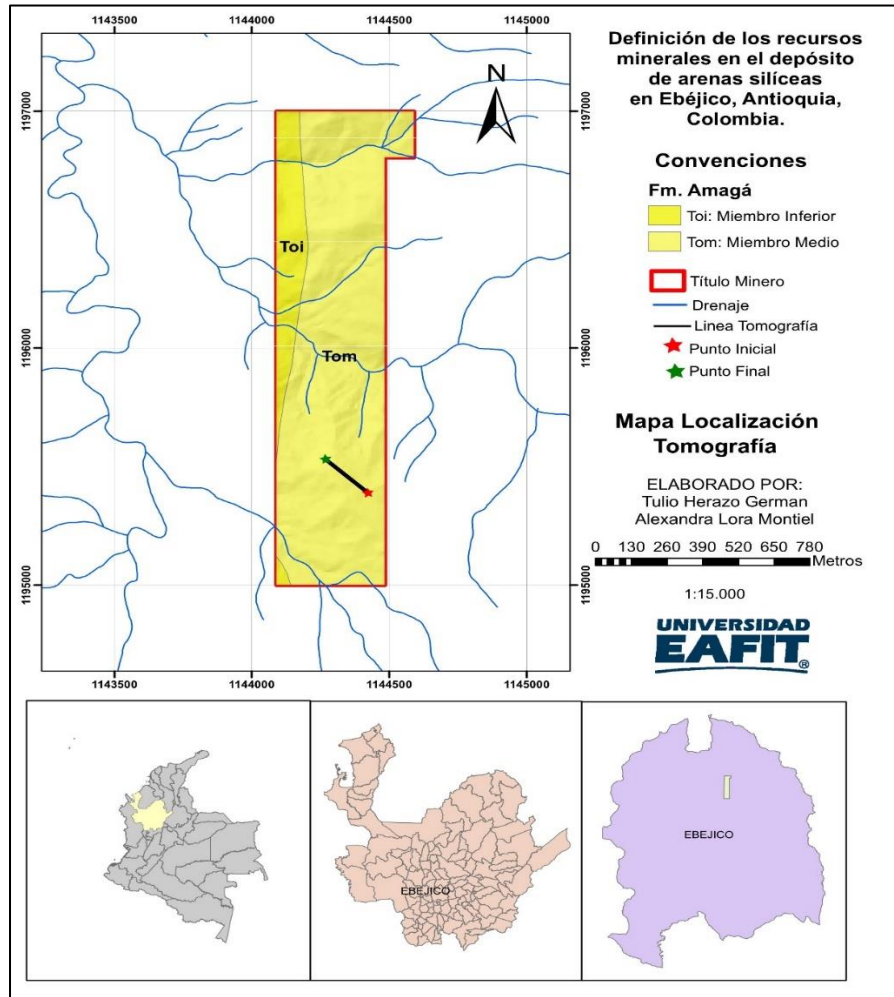 1143500 1144000 1144500 1145000
1197000
1196000
1195000
1197000
1196000
1195000
1143500 1144000 1144500 1145000
N
Toi
Tom
Definición de los recursos
minerales en el depósito
de arenas silíceas
en Ebéjico, Antioquia,
Colombia.
Convenciones
Fm. Amagá
Toi: Miembro Inferior
Tom: Miembro Medio
Título Minero
Drenaje
Linea Tomografía
Punto Inicial
Punto Final
Mapa Localización
Tomografía
ELABORADO POR:
Tulio Herazo German
Alexandra Lora Montiel
0 130 260 390 520 650 780
Metros
1:15.000
UNIVERSIDAD
EAFIT®
EBEJICO
EBEJICO